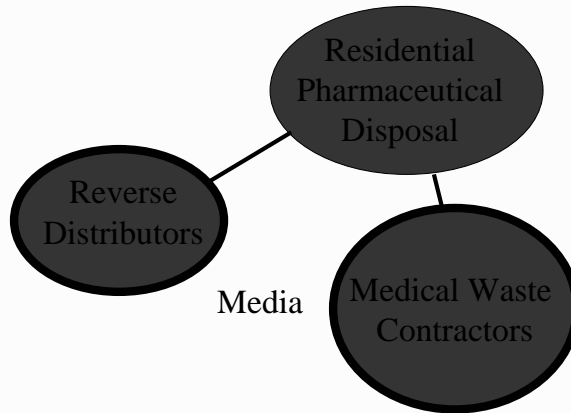 Residential
Pharmaceutical
Disposal
Reverse
Distributors
Media
Medical Waste
Contractors